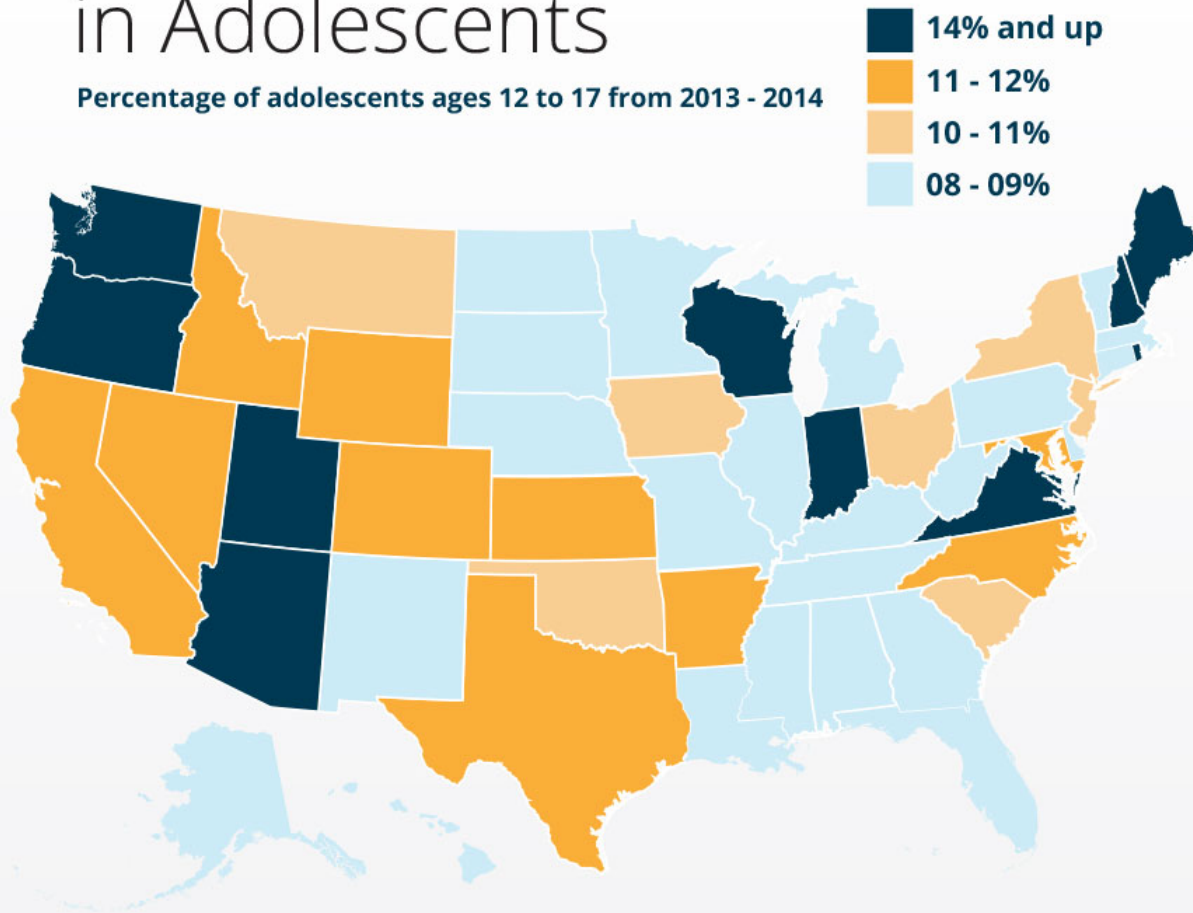 in Adolescents
Percentage of adolescents ages 12 to 17 from 2013 - 2014
14% and up
11 - 12%
10 - 11%
08 - 09%